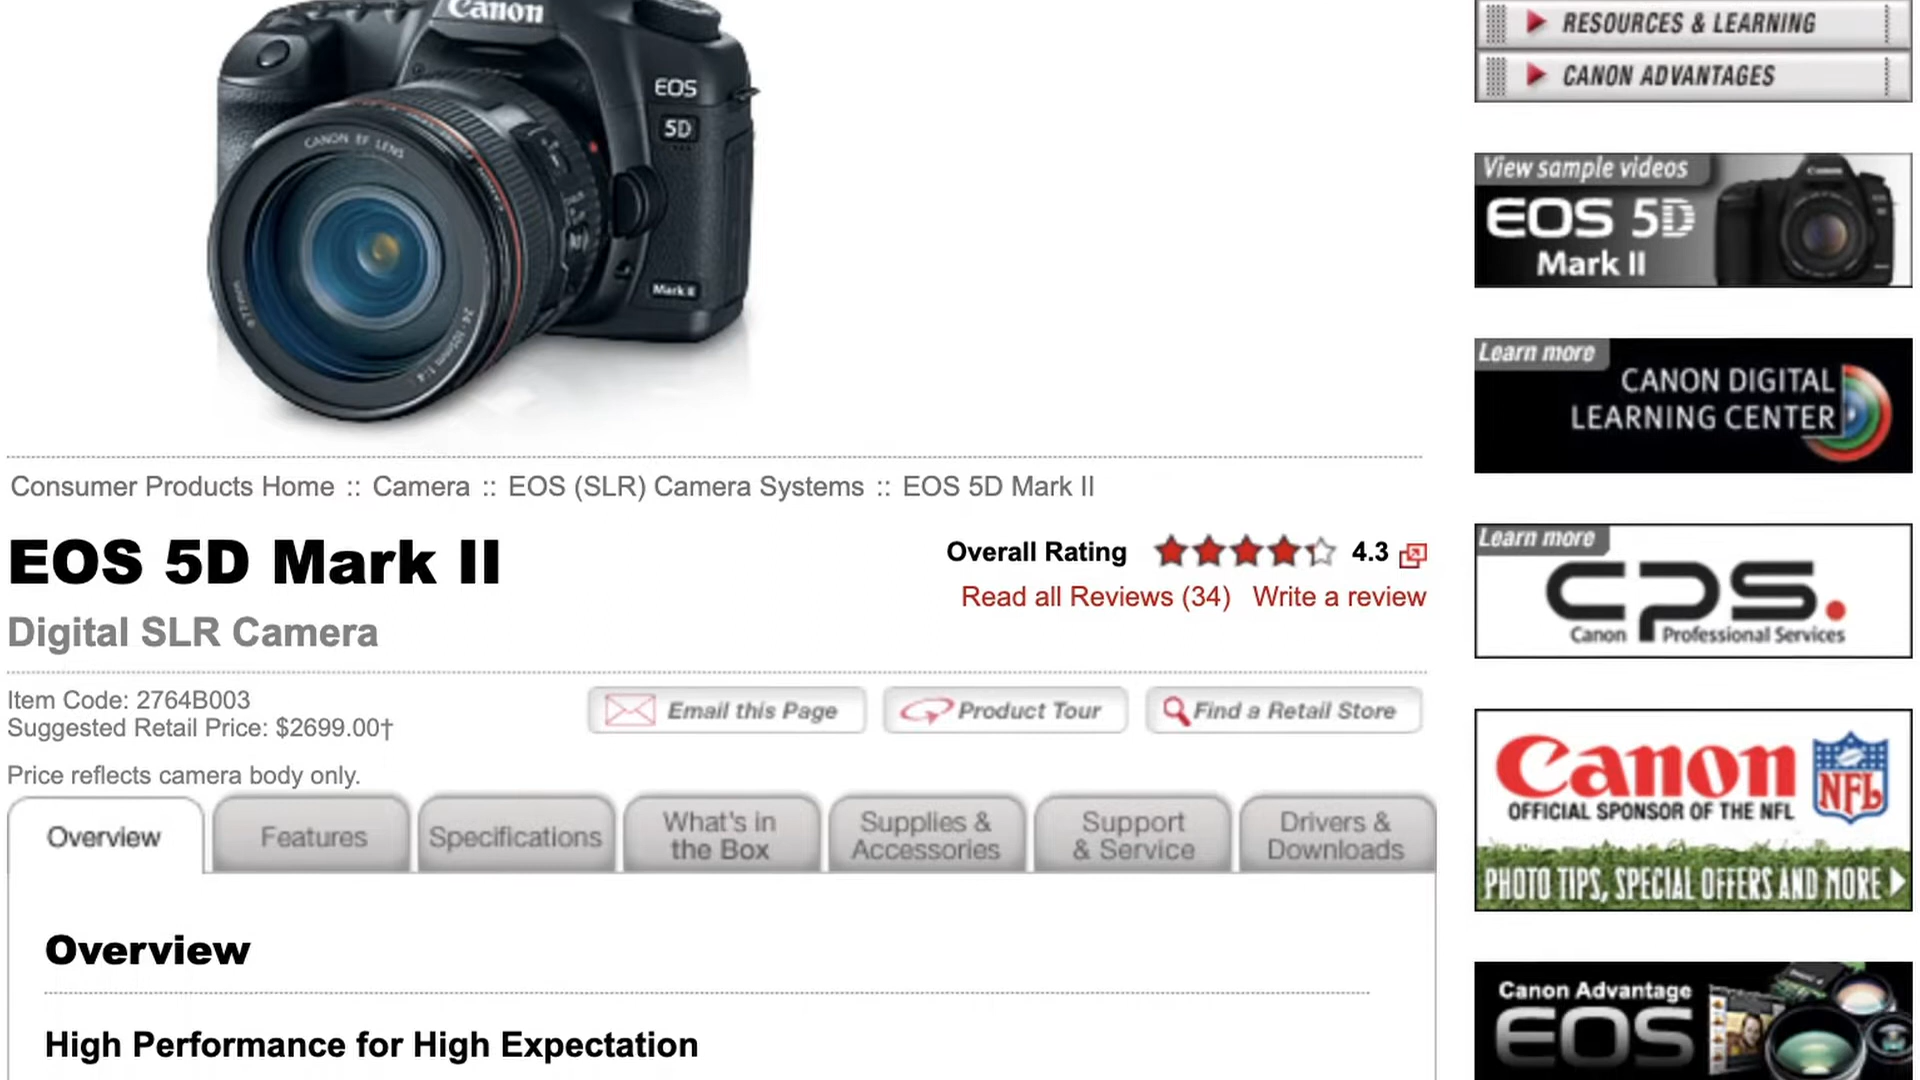 Canon
EOS
5D
Mark II
CANON EF LENS
RESOURCES & LEARNING
CANON ADVANTAGES
View sample videos
EOS 5D
Mark II
Learn more
CANON DIGITAL
LEARNING CENTER
Learn more
CPS.
Canon Professional Services
Canon
NFL
OFFICIAL SPONSOR OF THE NFL
PHOTO TIPS, SPECIAL OFFERS AND MORE
Canon Advantage
EOS
Consumer Products Home :: Camera :: EOS (SLR) Camera Systems :: EOS 5D Mark II
EOS 5D Mark II
Digital SLR Camera
Overall Rating 4.3
Read all Reviews (34) Write a review
Item Code: 2764B003
Suggested Retail Price: $2699.00†
Price reflects camera body only.
Email this Page
Product Tour
Find a Retail Store
Overview
Features
Specifications
What's in
the Box
Supplies &
Accessories
Support
& Service
Drivers &
Downloads
Overview
High Performance for High Expectation